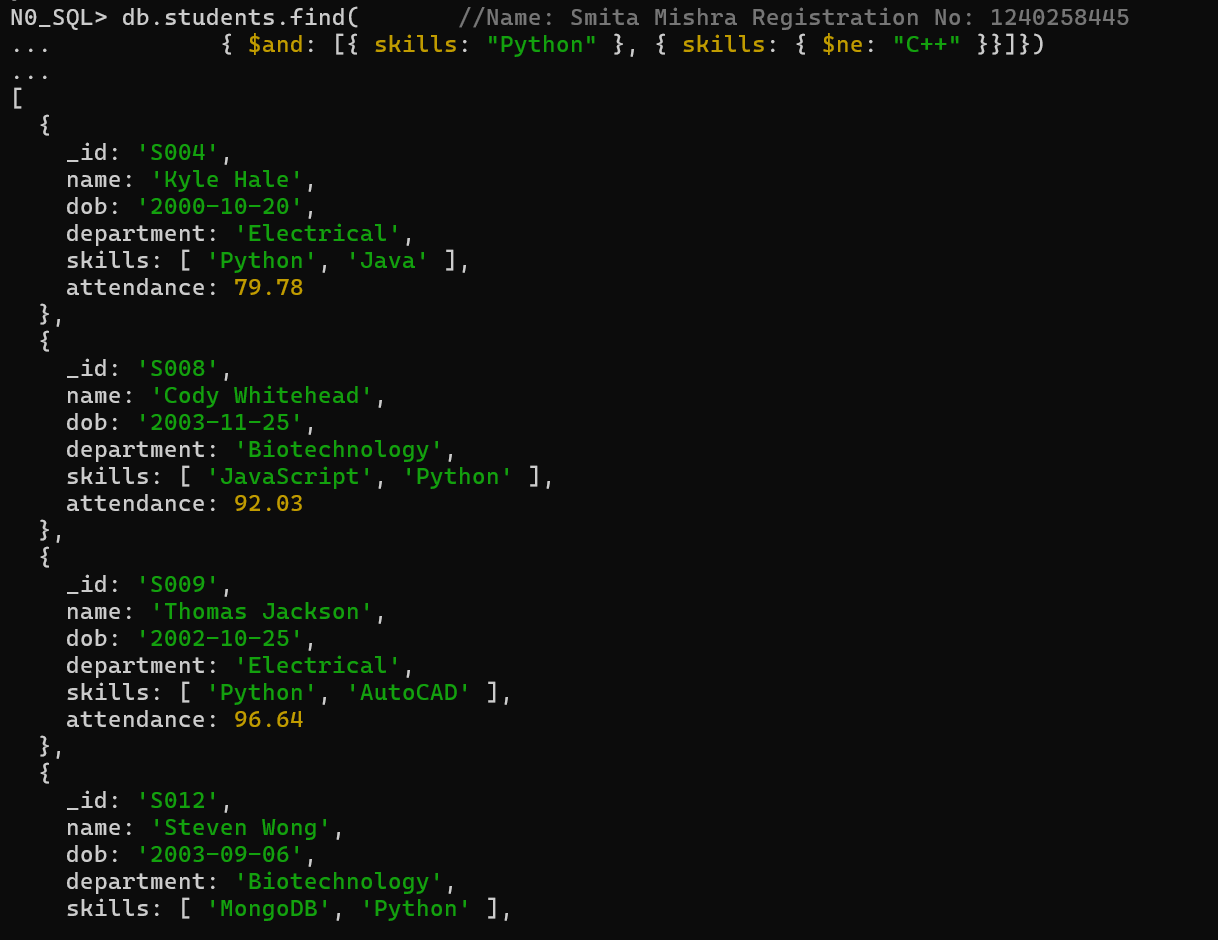 N0_SQL> db.students.find(       //Name: Smita Mishra Registration No: 1240258445
...             { $and: [{ skills: "Python" }, { skills: { $ne: "C++" }}]})
...
[
  {
    _id: 'S004',
    name: 'Kyle Hale',
    dob: '2000-10-20',
    department: 'Electrical',
    skills: [ 'Python', 'Java' ],
    attendance: 79.78
  },
  {
    _id: 'S008',
    name: 'Cody Whitehead',
    dob: '2003-11-25',
    department: 'Biotechnology',
    skills: [ 'JavaScript', 'Python' ],
    attendance: 92.03
  },
  {
    _id: 'S009',
    name: 'Thomas Jackson',
    dob: '2002-10-25',
    department: 'Electrical',
    skills: [ 'Python', 'AutoCAD' ],
    attendance: 96.64
  },
  {
    _id: 'S012',
    name: 'Steven Wong',
    dob: '2003-09-06',
    department: 'Biotechnology',
    skills: [ 'MongoDB', 'Python' ],